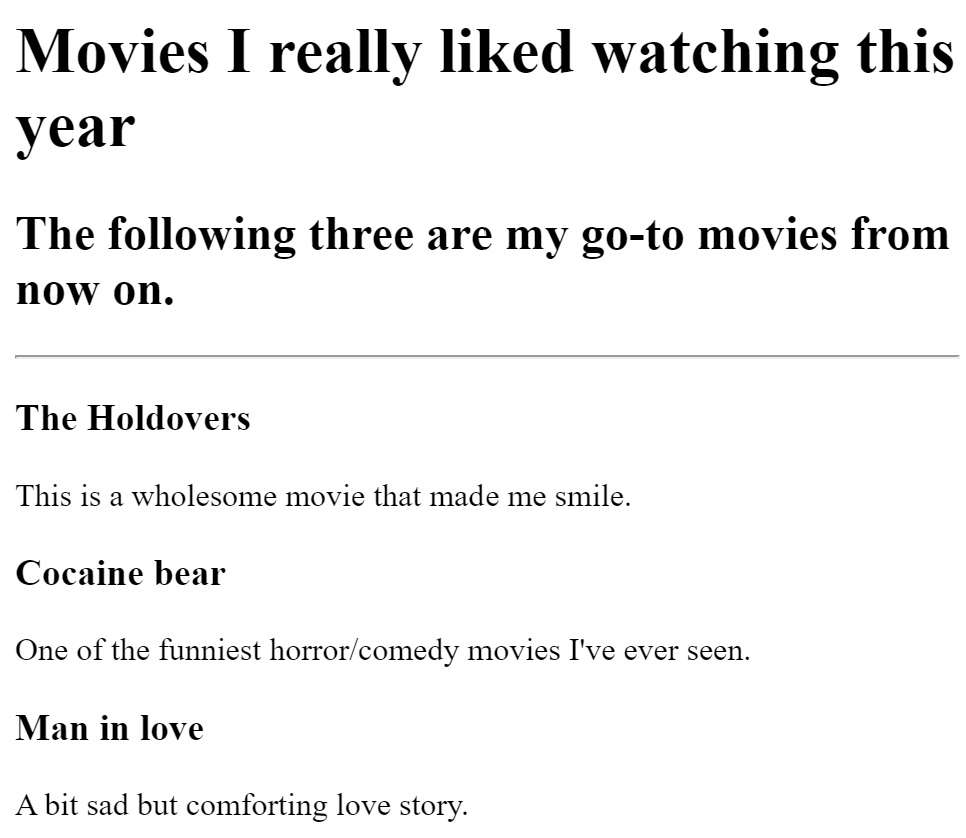 Movies I really liked watching this
year
The following three are my go-to movies from
now on.
The Holdovers
This is a wholesome movie that made me smile.
Cocaine bear
One of the funniest horror/comedy movies I've ever seen.
Man in love
A bit sad but comforting love story.